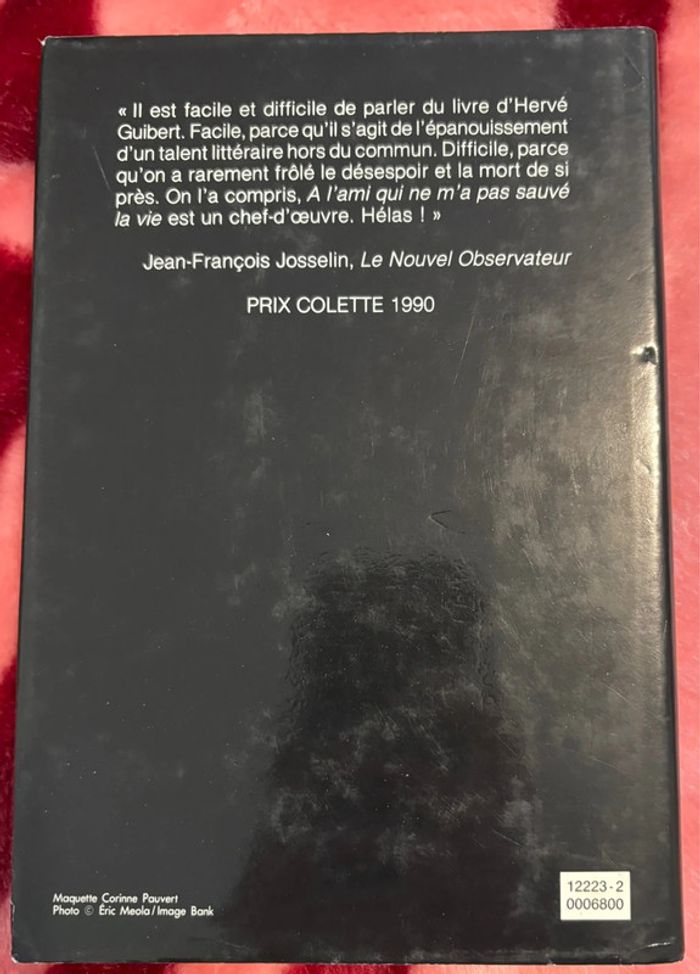 « Il est facile et difficile de parler du livre d'Hervé
Guibert. Facile, parce qu'il s'agit de l'épanouissement
d'un talent littéraire hors du commun. Difficile, parce
qu'on a rarement frôlé le désespoir et la mort de si
près. On l'a compris, A l'ami qui ne m'a pas sauvé
la vie est un chef-d'œuvre. Hélas ! »
Jean-François Josselin, Le Nouvel Observateur
PRIX COLETTE 1990
Maquette Corinne Pauvert
Photo © Éric Meola / Image Bank
12223-2
0006800